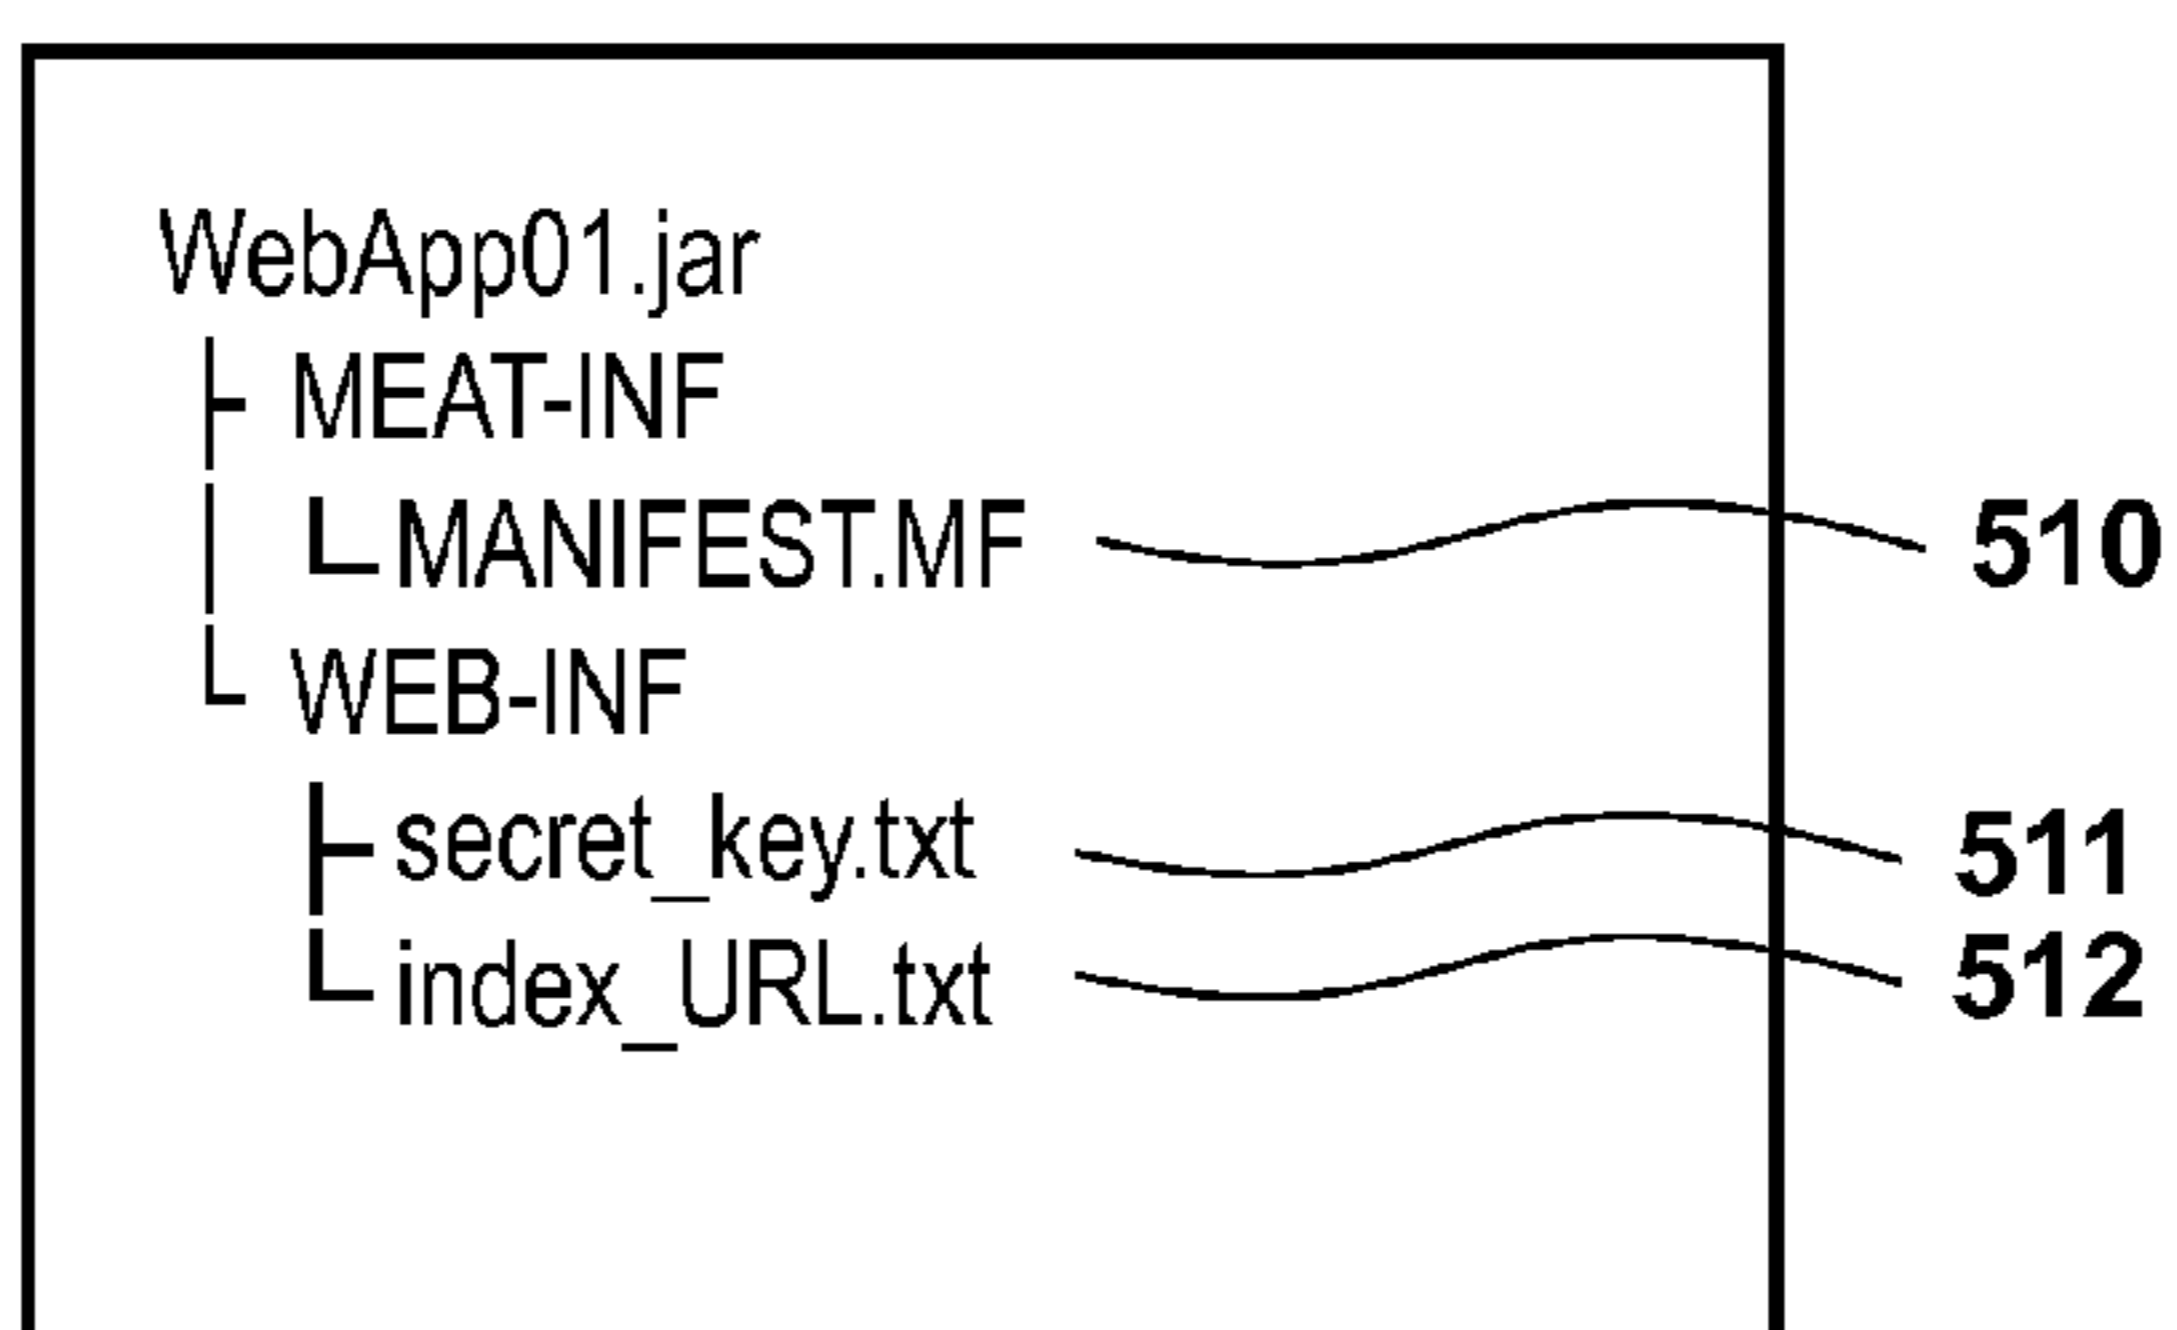 WebApp01.jar
MEAT-INF
MANIFEST.MF 510
WEB-INF
secret_key.txt 511
index_URL.txt 512